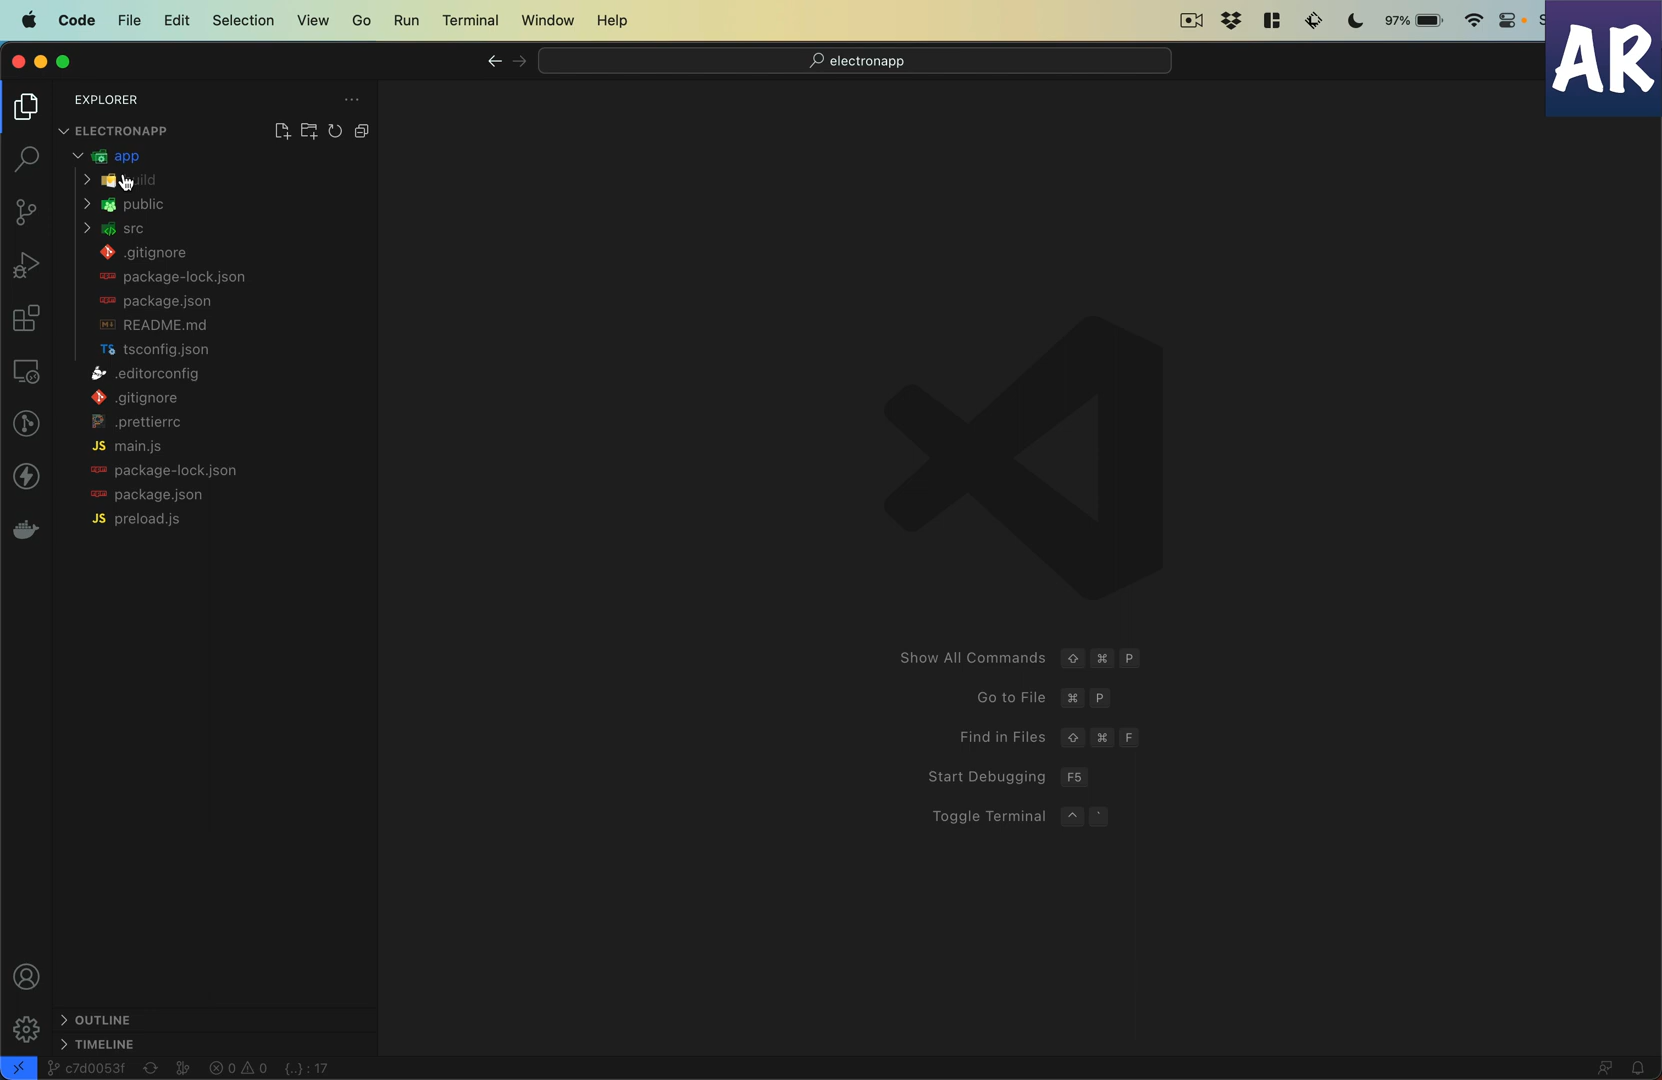 Code File Edit Selection View Go Run Terminal Window Help 97%
AR
electronapp
EXPLORER
ELECTRONAPP
app
public
src
.gitignore
package-lock.json
package.json
README.md
TS tsconfig.json
.editorconfig
.gitignore
.prettierrc
JS main.js
package-lock.json
package.json
JS preload.js
Show All Commands ⇧ ⌘ P
Go to File ⌘ P
Find in Files ⇧ ⌘ F
Start Debugging F5
Toggle Terminal ^ `
OUTLINE
TIMELINE
c7d0053f 0 0 {..} : 17